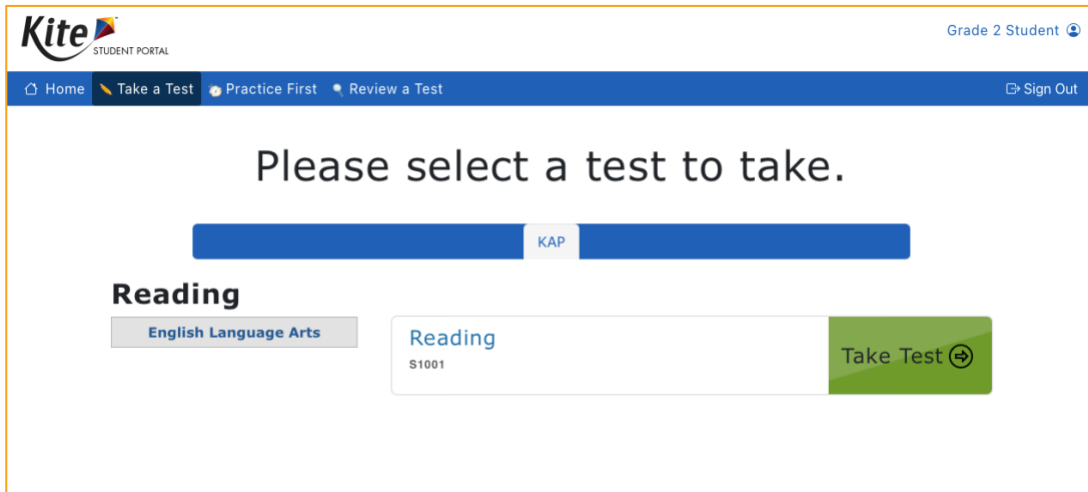 Kite
STUDENT PORTAL
Grade 2 Student
Home Take a Test Practice First Review a Test Sign Out
Please select a test to take.
KAP
Reading
English Language Arts
Reading
S1001
Take Test